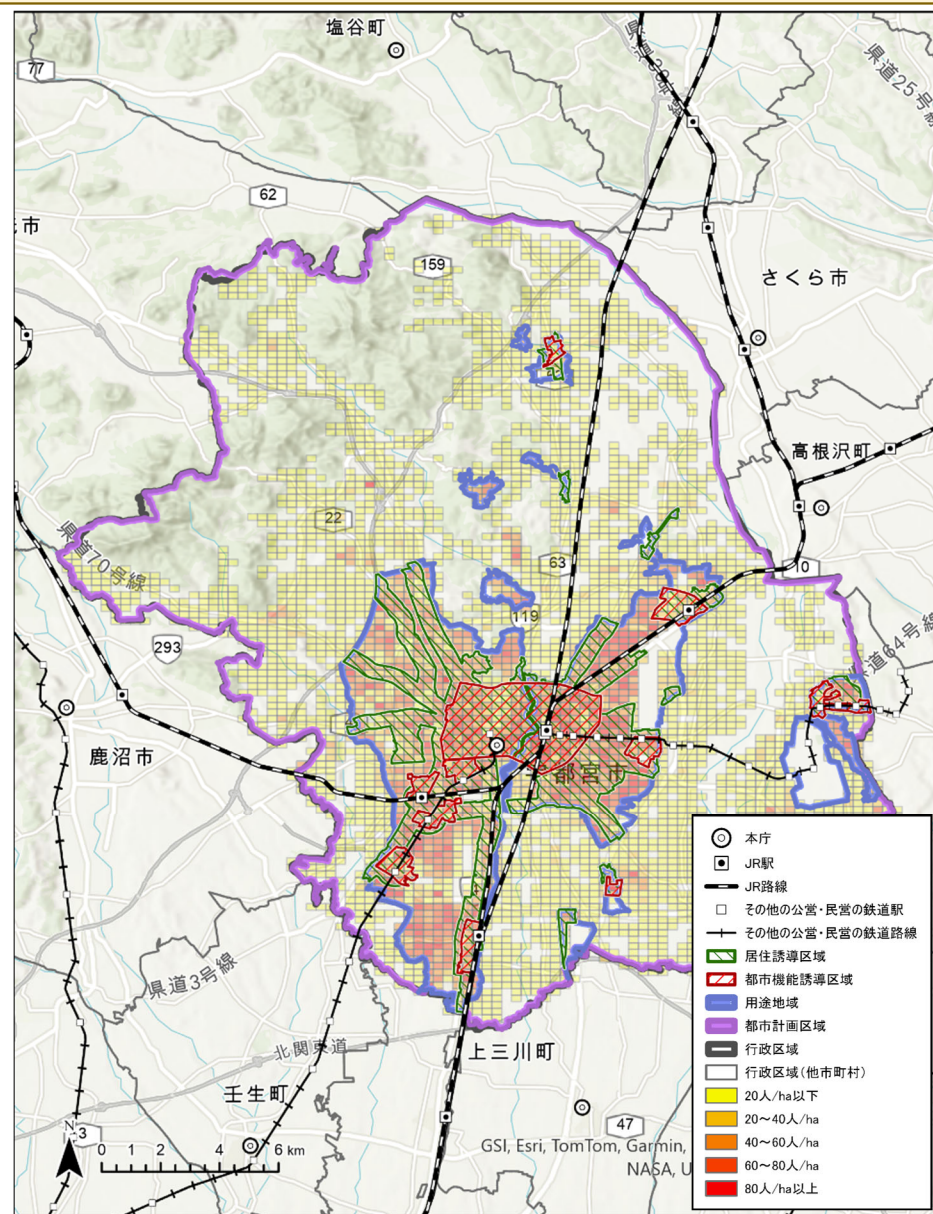 塩谷町
77
県道25号線
62
市
159
さくら市
高根沢町
22
県道70号線
63
10
119
293
県道64号線
鹿沼市
都宮市
県道3号線
北関東道
上三川町
壬生町
47
3
N
0 1 2 4 6 km
GSI, Esri, TomTom, Garmin,
NASA, U
本庁
JR駅
JR路線
その他の公営・民営の鉄道駅
その他の公営・民営の鉄道路線
居住誘導区域
都市機能誘導区域
用途地域
都市計画区域
行政区域
行政区域(他市町村)
20人/ha以下
20～40人/ha
40～60人/ha
60～80人/ha
80人/ha以上